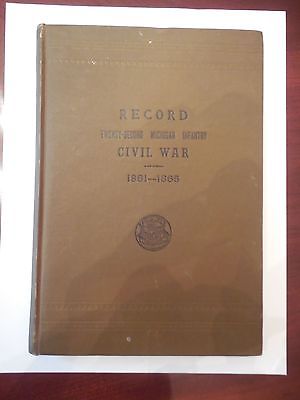 RECORD
TWENTY-SECOND MICHIGAN INFANTRY
CIVIL WAR
1861–1865